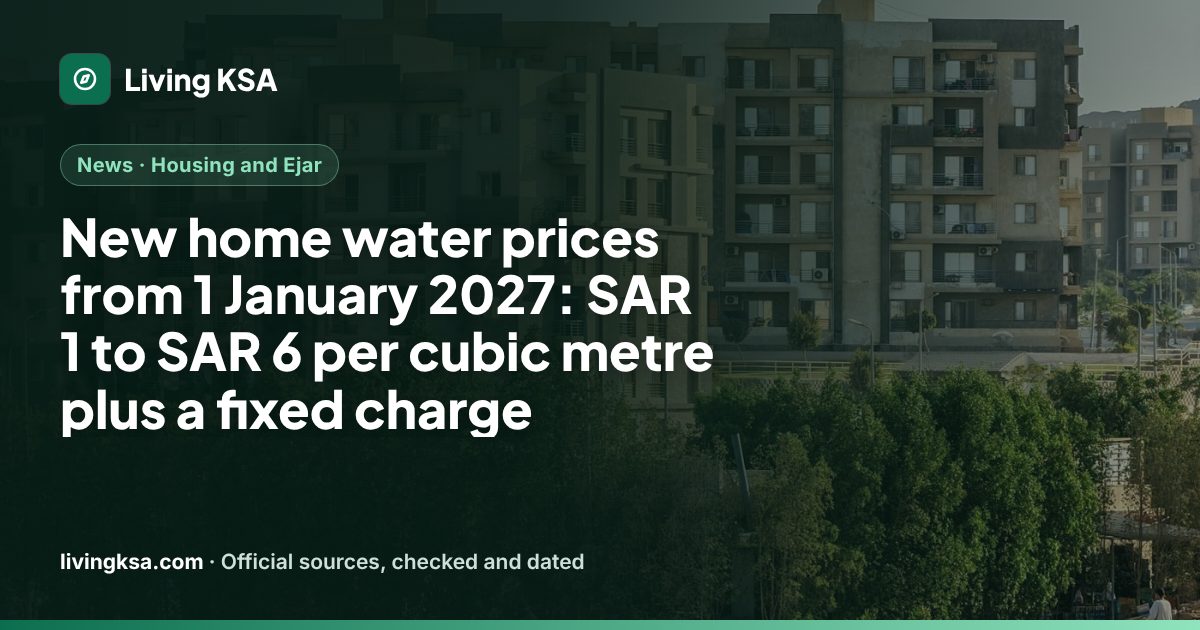 Living KSA
News · Housing and Ejar
New home water prices
from 1 January 2027: SAR
1 to SAR 6 per cubic metre
plus a fixed charge
livingksa.com · Official sources, checked and dated